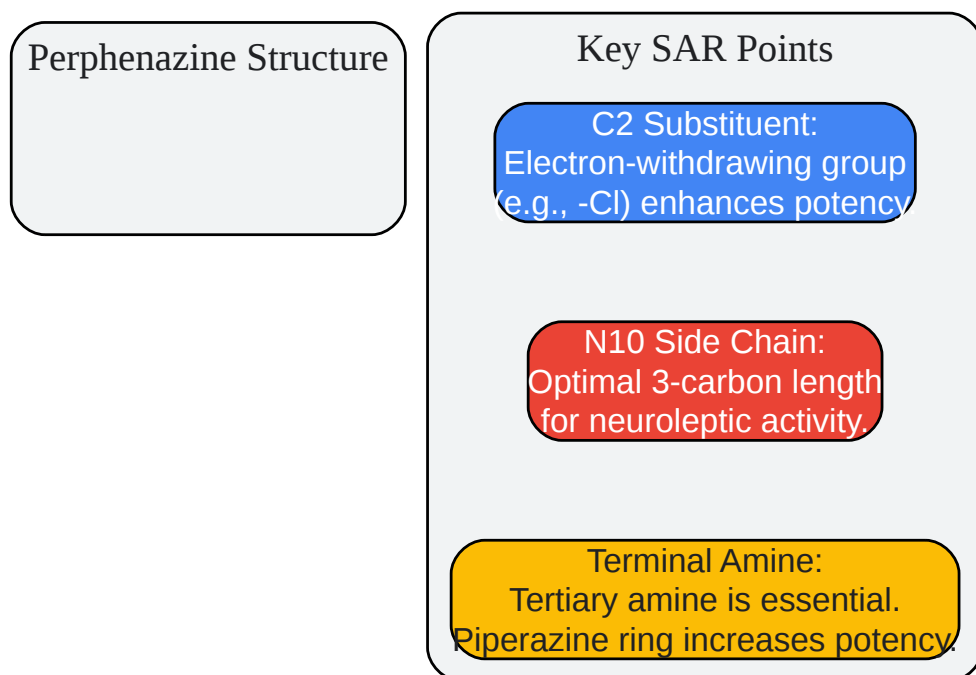 Perphenazine Structure
Key SAR Points
C2 Substituent:
Electron-withdrawing group
(e.g., -Cl) enhances potency.
N10 Side Chain:
Optimal 3-carbon length
for neuroleptic activity.
Terminal Amine:
Tertiary amine is essential.
Piperazine ring increases potency.